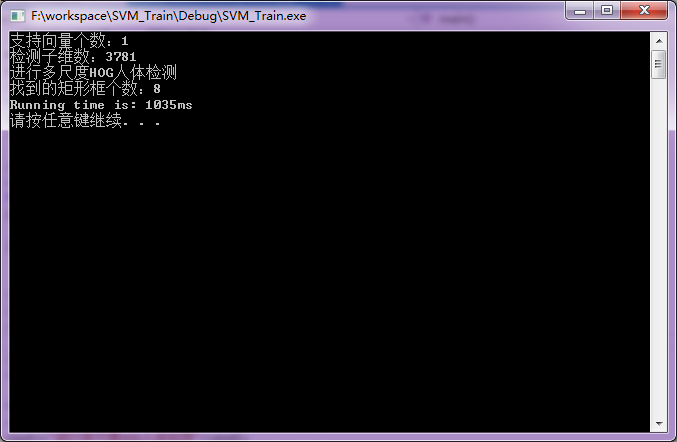 F:\workspace\SVM_Train\Debug\SVM_Train.exe
支持向量个数：1
检测子维数：3781
进行多尺度HOG人体检测
找到的矩形框个数：8
Running time is: 1035ms
请按任意键继续. . .